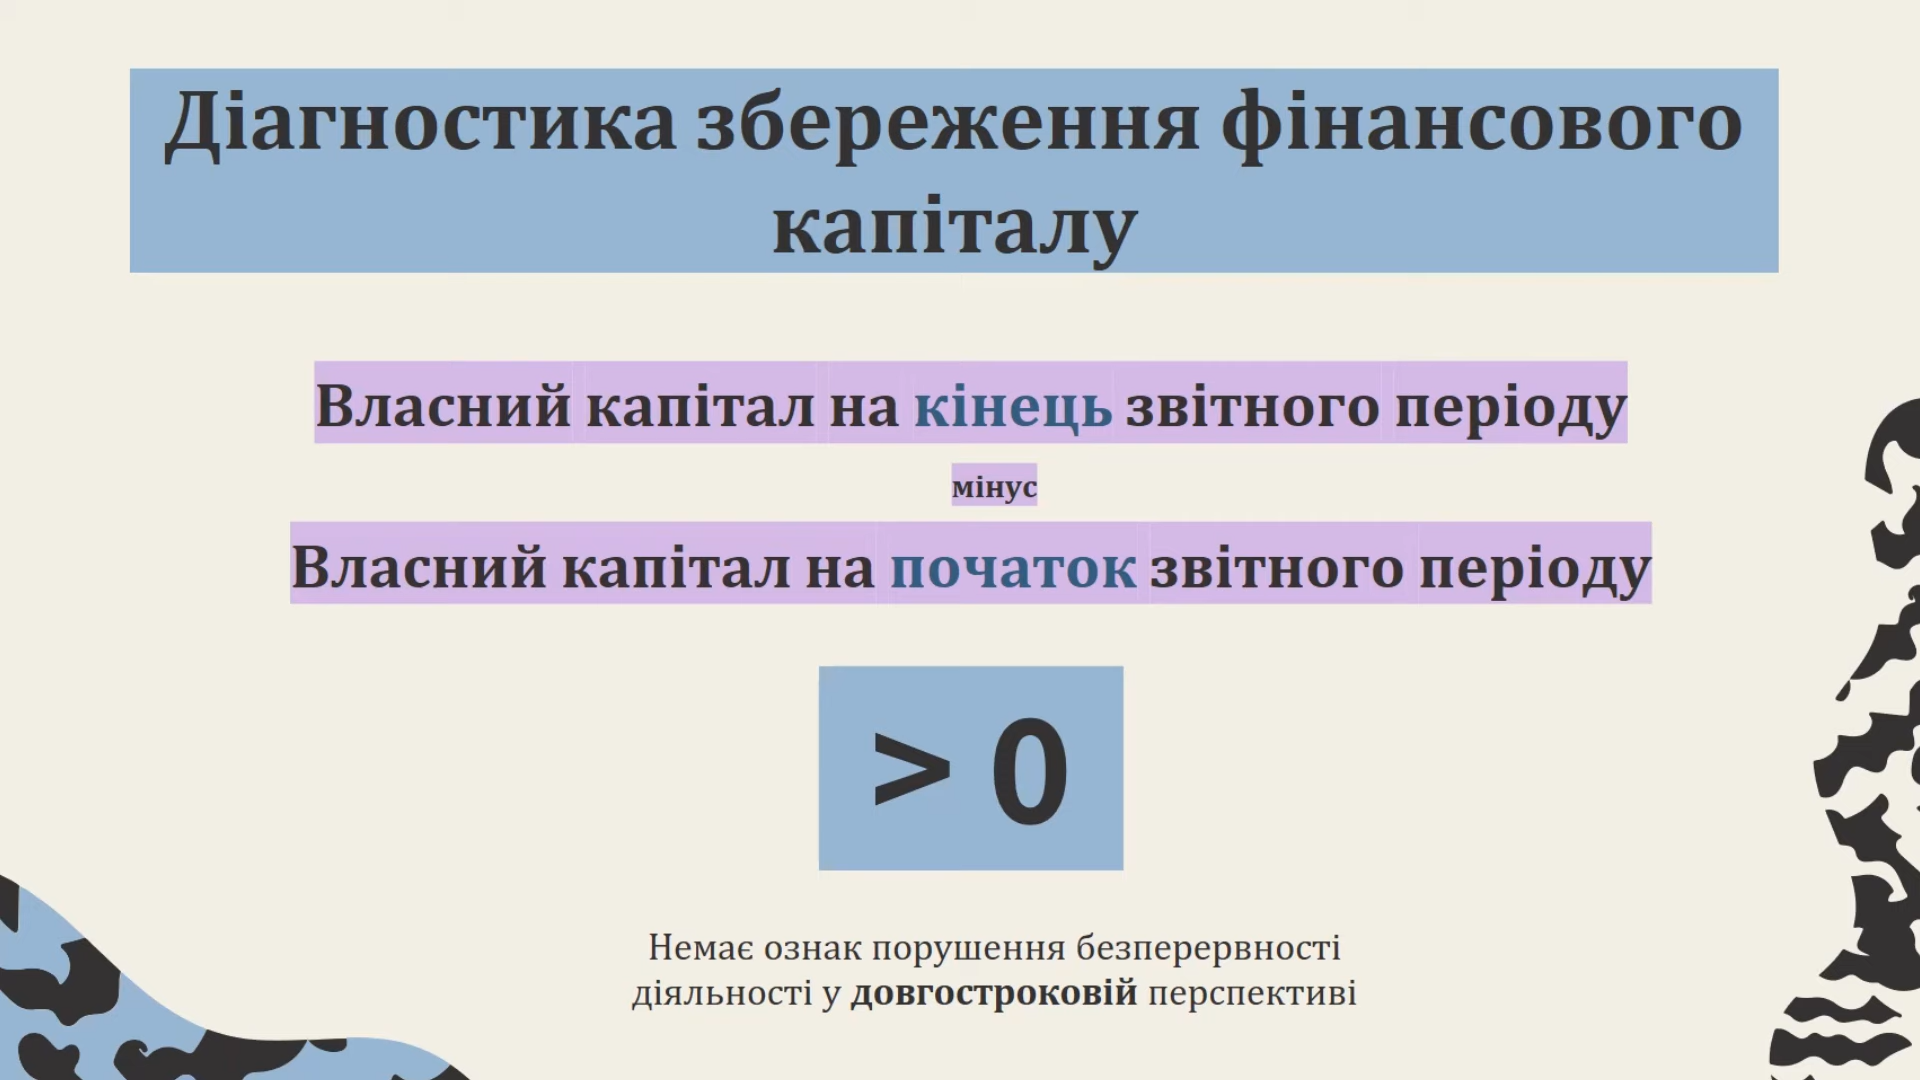 Діагностика збереження фінансового
капіталу
Власний капітал на кінець звітного періоду
мінус
Власний капітал на початок звітного періоду
> 0
Немає ознак порушення безперервності
діяльності у довгостроковій перспективі